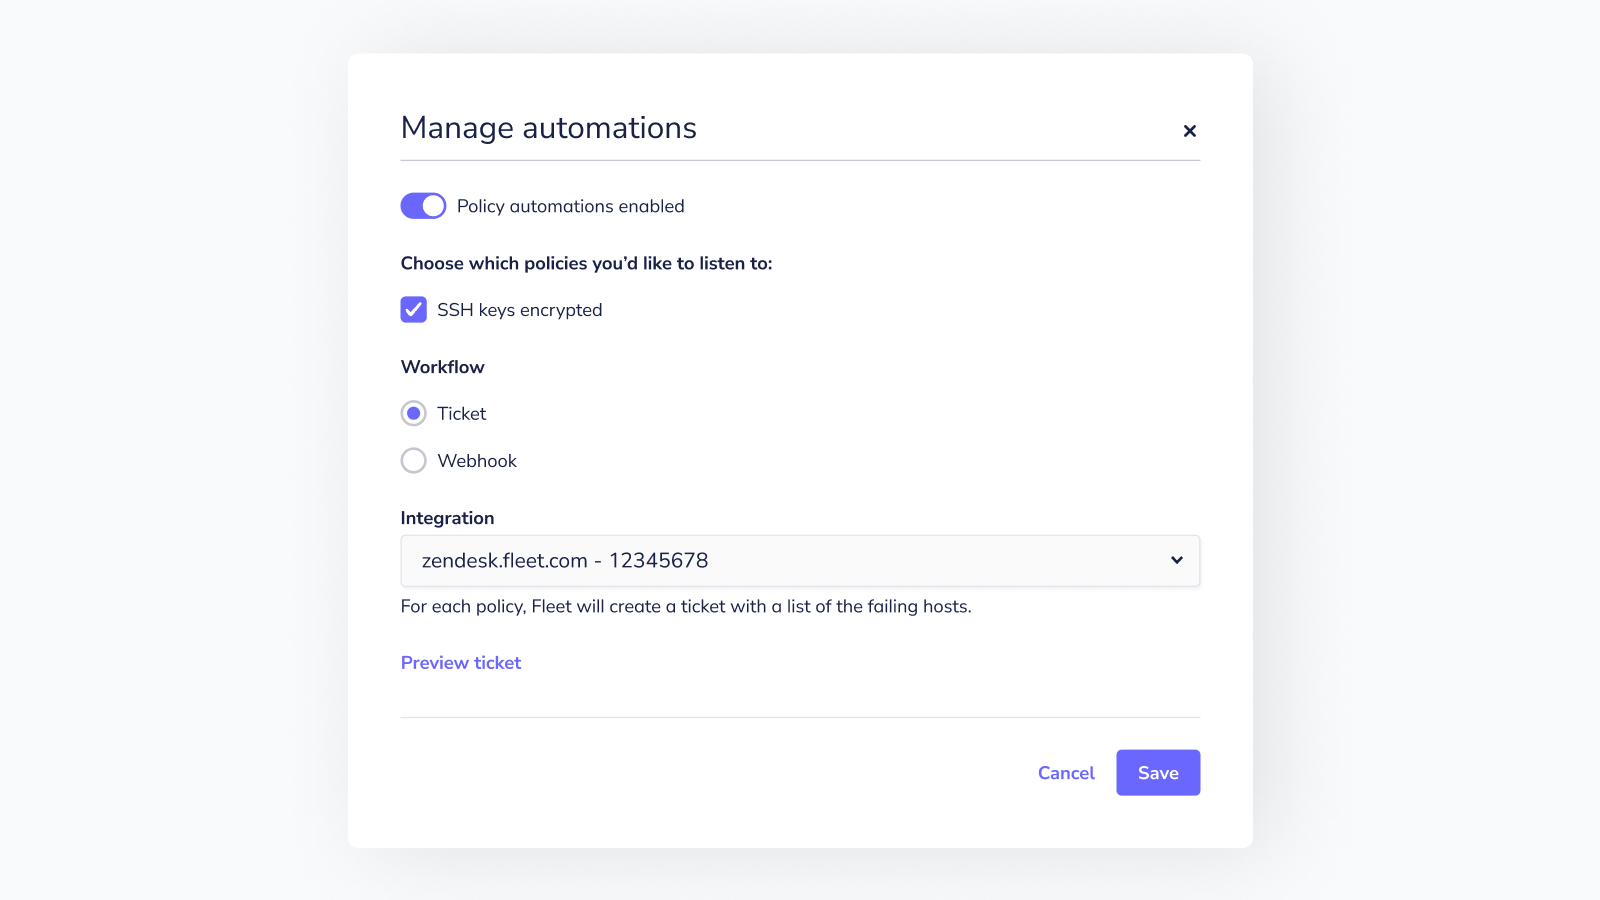 Manage automations
Policy automations enabled
Choose which policies you’d like to listen to:
SSH keys encrypted
Workflow
Ticket
Webhook
Integration
zendesk.fleet.com - 12345678
For each policy, Fleet will create a ticket with a list of the failing hosts.
Preview ticket
Cancel
Save